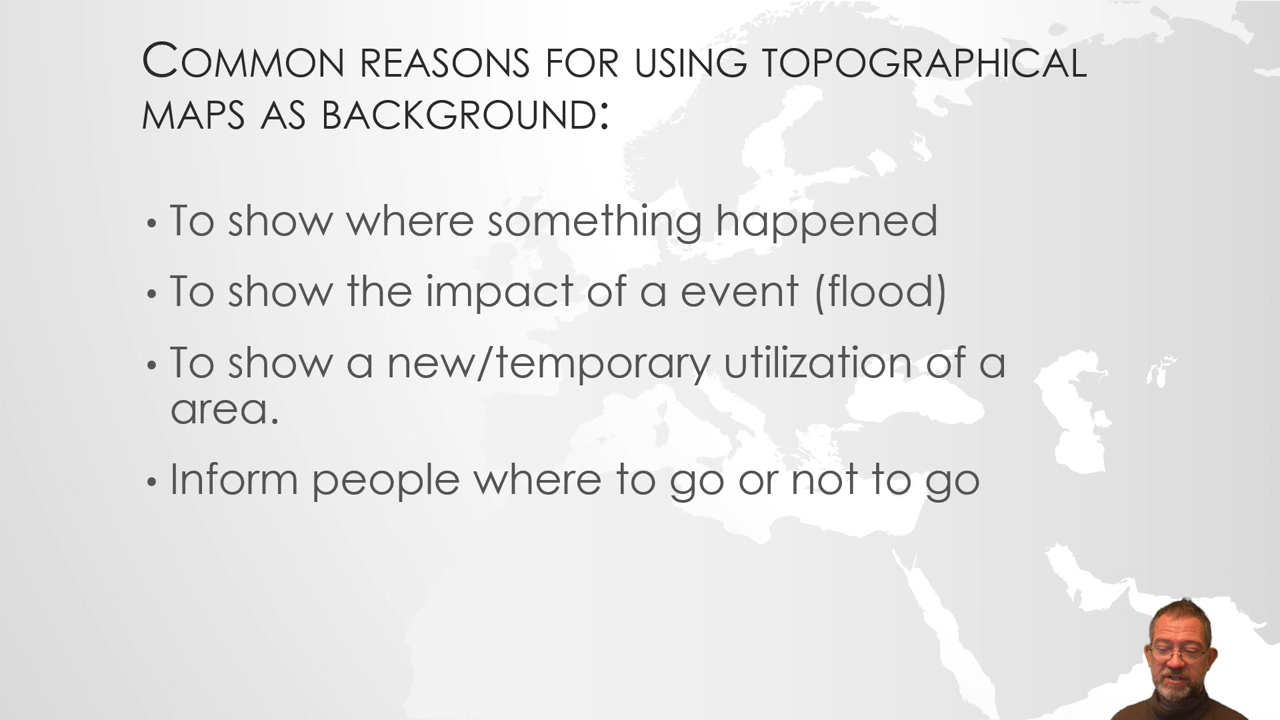 Common reasons for using topographical
maps as background:
• To show where something happened
• To show the impact of a event (flood)
• To show a new/temporary utilization of a
area.
• Inform people where to go or not to go